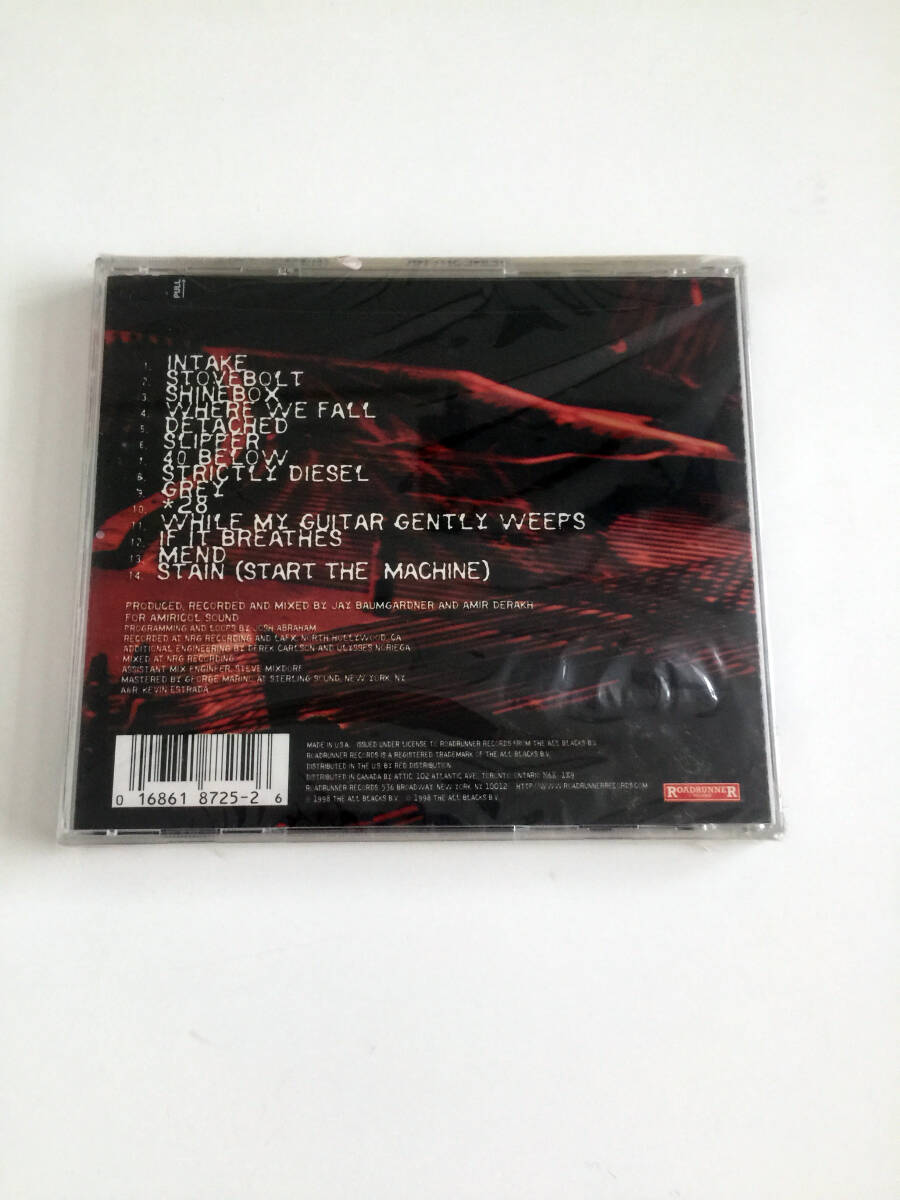 PULL
1. INTAKE
2. STOVEBOLT
3. SHINEBOX
4. WHERE WE FALL
5. DETACHED
6. SLIPPER
7. 40 BELOW
8. STRICTLY DIESEL
9. GREY
10. *28
11. WHILE MY GUITAR GENTLY WEEPS
12. IF IT BREATHES
13. MEND
14. STAIN (START THE MACHINE)
PRODUCED, RECORDED AND MIXED BY JAY BAUMGARDNER AND AMIR DERAKH
FOR AMIRICOL SOUND
PROGRAMMING AND LOOPS BY JOSH ABRAHAM
RECORDED AT NRG RECORDING AND LAFX, NORTH HOLLYWOOD, CA
ADDITIONAL ENGINEERING BY DEREK CARLSON AND ULYSSES NORIEGA
MIXED AT NRG RECORDING
ASSISTANT MIX ENGINEER, STEVE MIXDORF
MASTERED BY GEORGE MARINO AT STERLING SOUND, NEW YORK NY
A&R: KEVIN ESTRADA
0 16861 8725-2 6
MADE IN U.S.A. ISSUED UNDER LICENSE TO ROADRUNNER RECORDS FROM THE ALL BLACKS B.V.
ROADRUNNER RECORDS IS A REGISTERED TRADEMARK OF THE ALL BLACKS B.V.
DISTRIBUTED IN THE US BY RED DISTRIBUTION
DISTRIBUTED IN CANADA BY ATTIC 102 ATLANTIC AVE, TORONTO ONTARIO M6K 1X9
ROADRUNNER RECORDS 536 BROADWAY NEW YORK, NY 10012 HTTP://WWW.ROADRUNNERRECORDS.COM
℗ 1998 THE ALL BLACKS B.V. © 1998 THE ALL BLACKS B.V.
ROADRUNNER